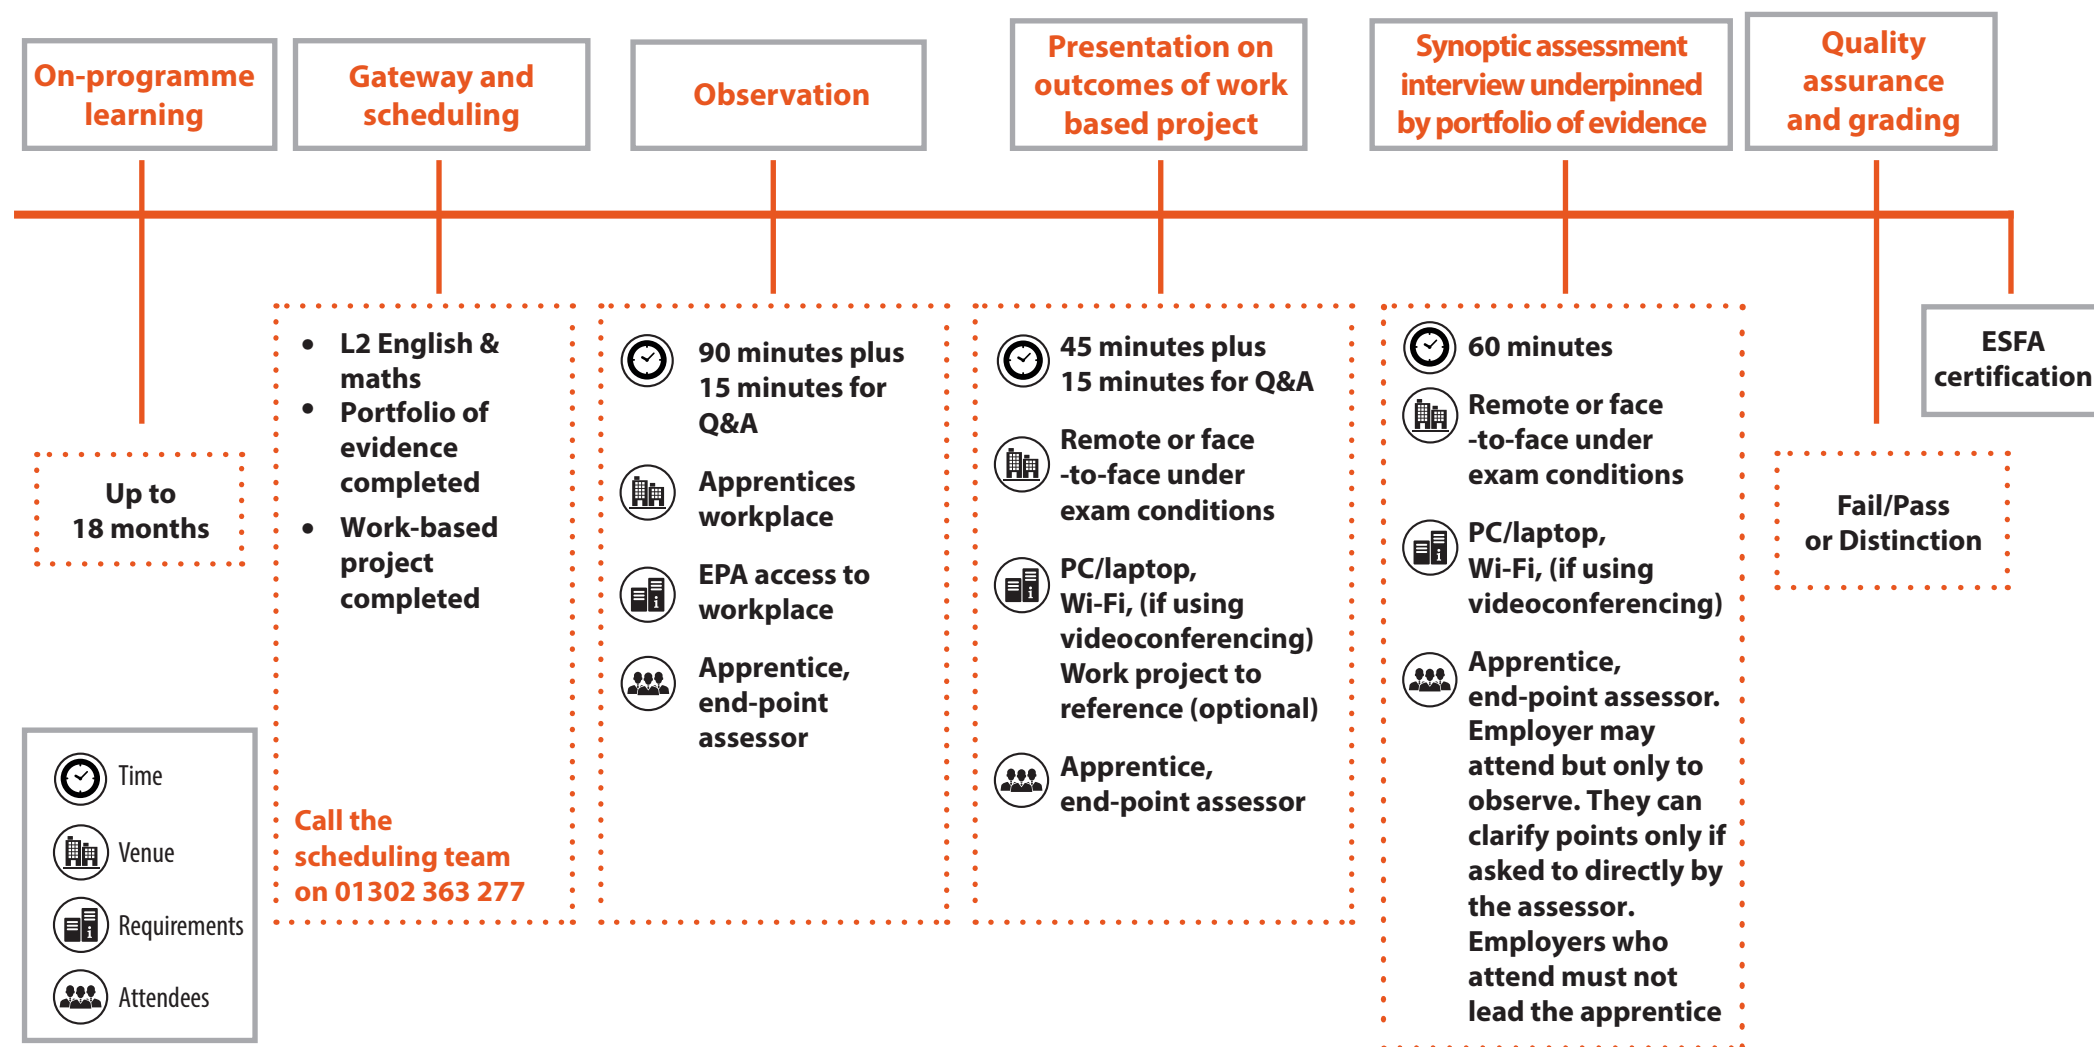 On-programme
learning
Gateway and
scheduling
Observation
Presentation on
outcomes of work
based project
Synoptic assessment
interview underpinned
by portfolio of evidence
Quality
assurance
and grading
Up to
18 months
• L2 English &
maths
• Portfolio of
evidence
completed
• Work-based
project
completed
Call the
scheduling team
on 01302 363 277
90 minutes plus
15 minutes for
Q&A
Apprentices
workplace
EPA access to
workplace
Apprentice,
end-point
assessor
45 minutes plus
15 minutes for Q&A
Remote or face
-to-face under
exam conditions
PC/laptop,
Wi-Fi, (if using
videoconferencing)
Work project to
reference (optional)
Apprentice,
end-point assessor
60 minutes
Remote or face
-to-face under
exam conditions
PC/laptop,
Wi-Fi, (if using
videoconferencing)
Apprentice,
end-point assessor.
Employer may
attend but only to
observe. They can
clarify points only if
asked to directly by
the assessor.
Employers who
attend must not
lead the apprentice
Fail/Pass
or Distinction
ESFA
certification
Time
Venue
Requirements
Attendees